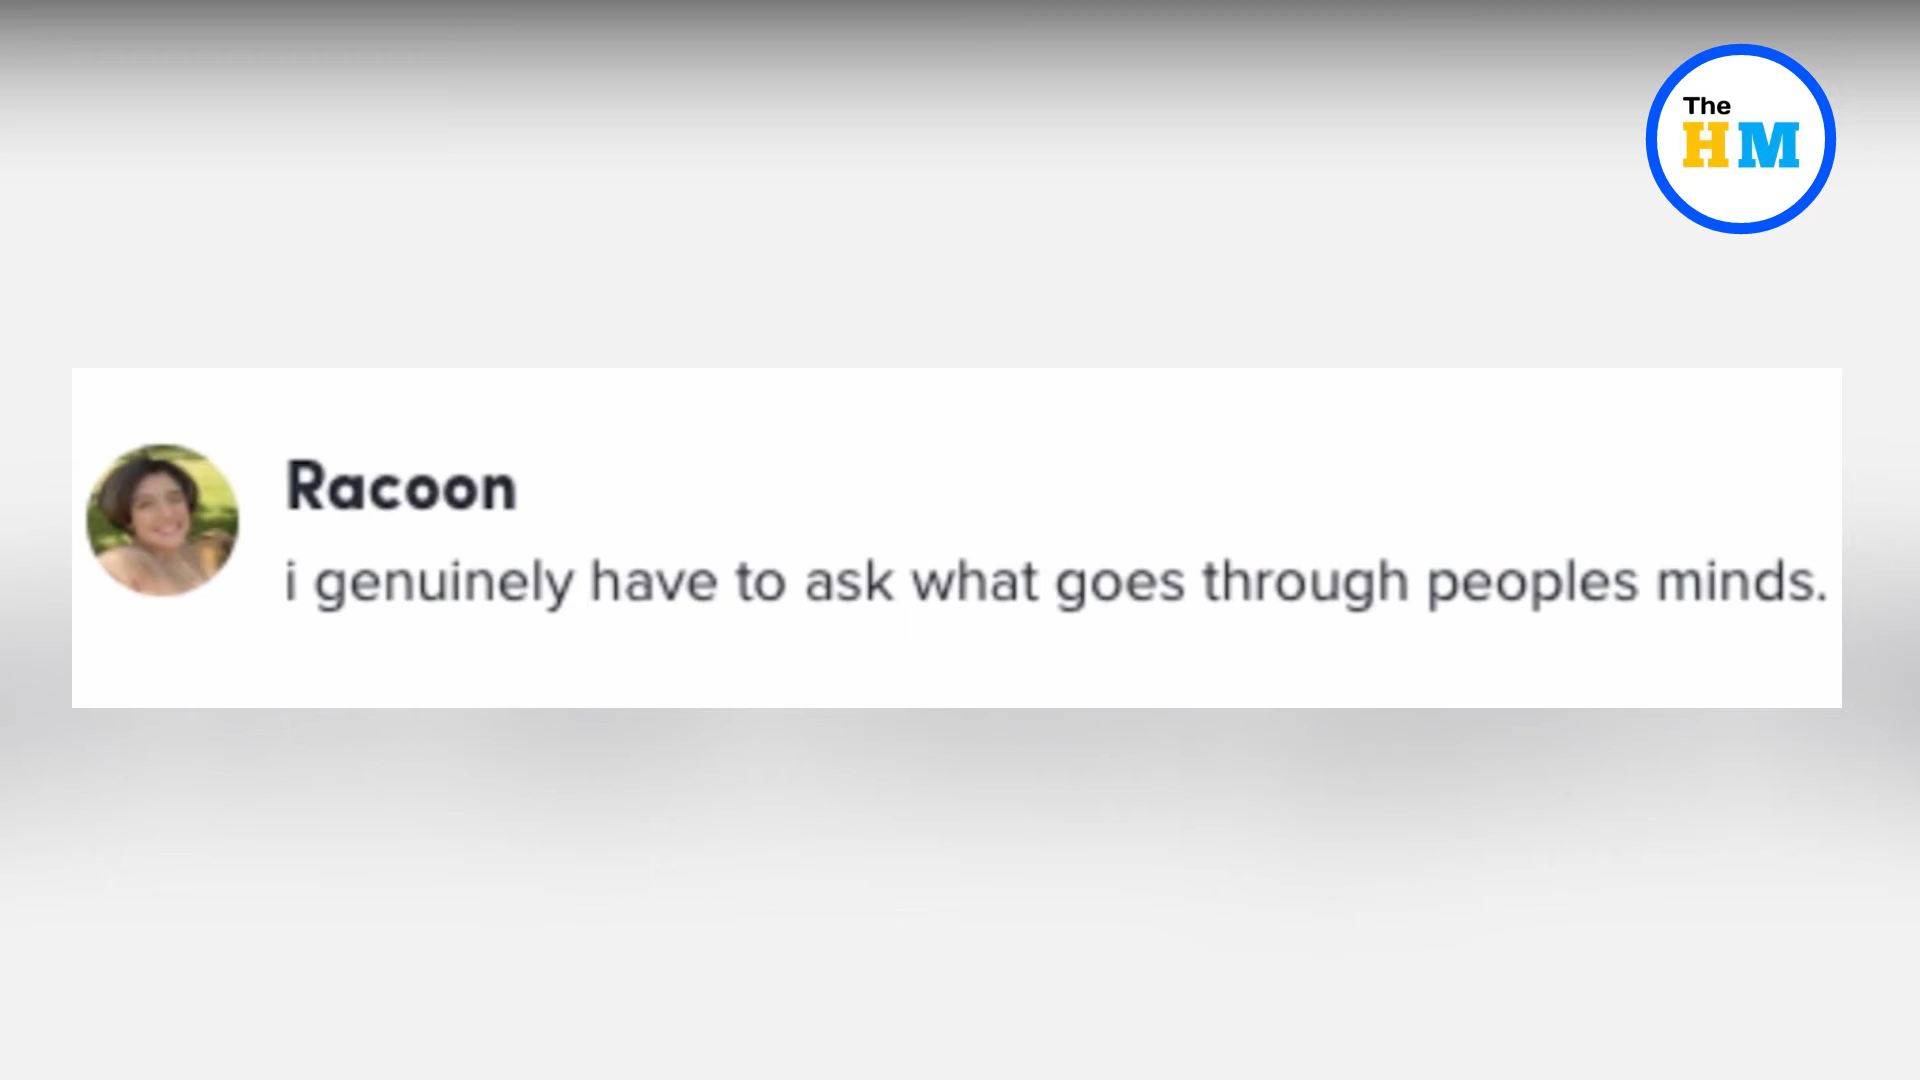 The
HM
Racoon
i genuinely have to ask what goes through peoples minds.